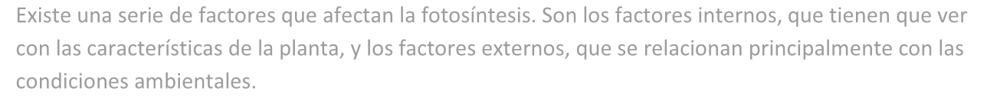 Existe una serie de factores que afectan la fotosíntesis. Son los factores internos, que tienen que ver
con las características de la planta, y los factores externos, que se relacionan principalmente con las
condiciones ambientales.